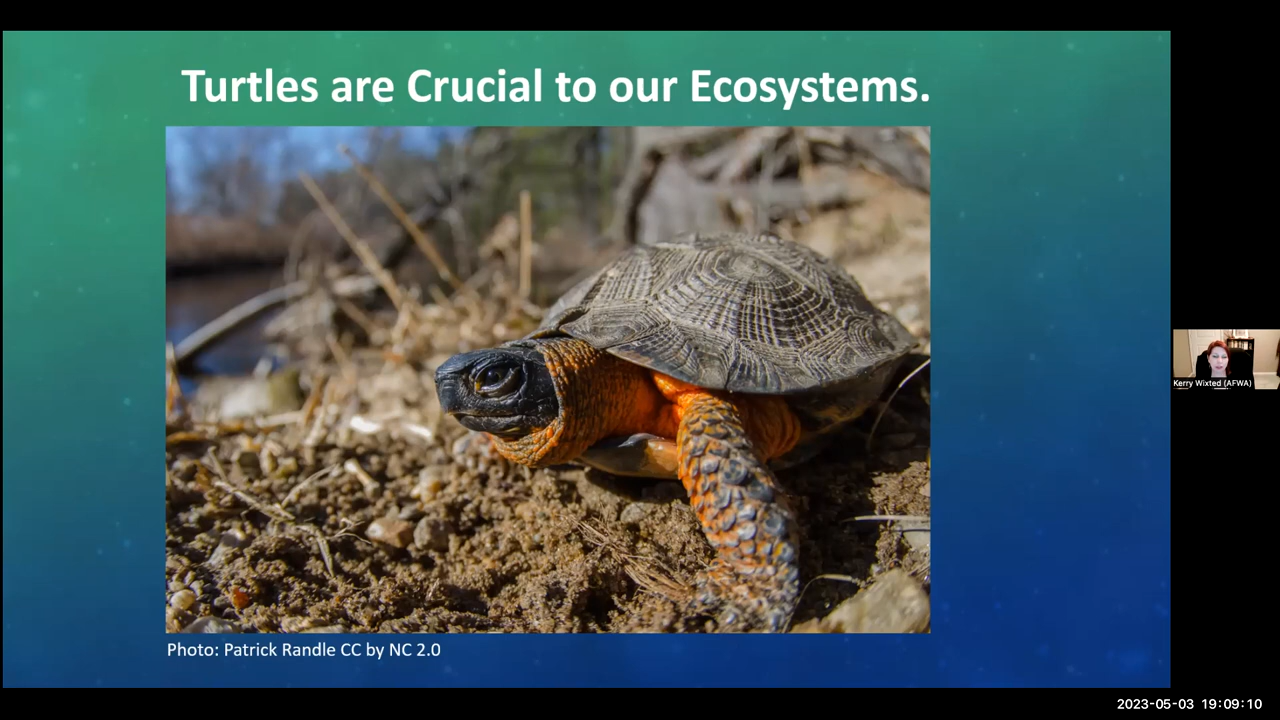 Turtles are Crucial to our Ecosystems.
Photo: Patrick Randle CC by NC 2.0
Kerry Wixted (AFWA)
2023-05-03 19:09:10